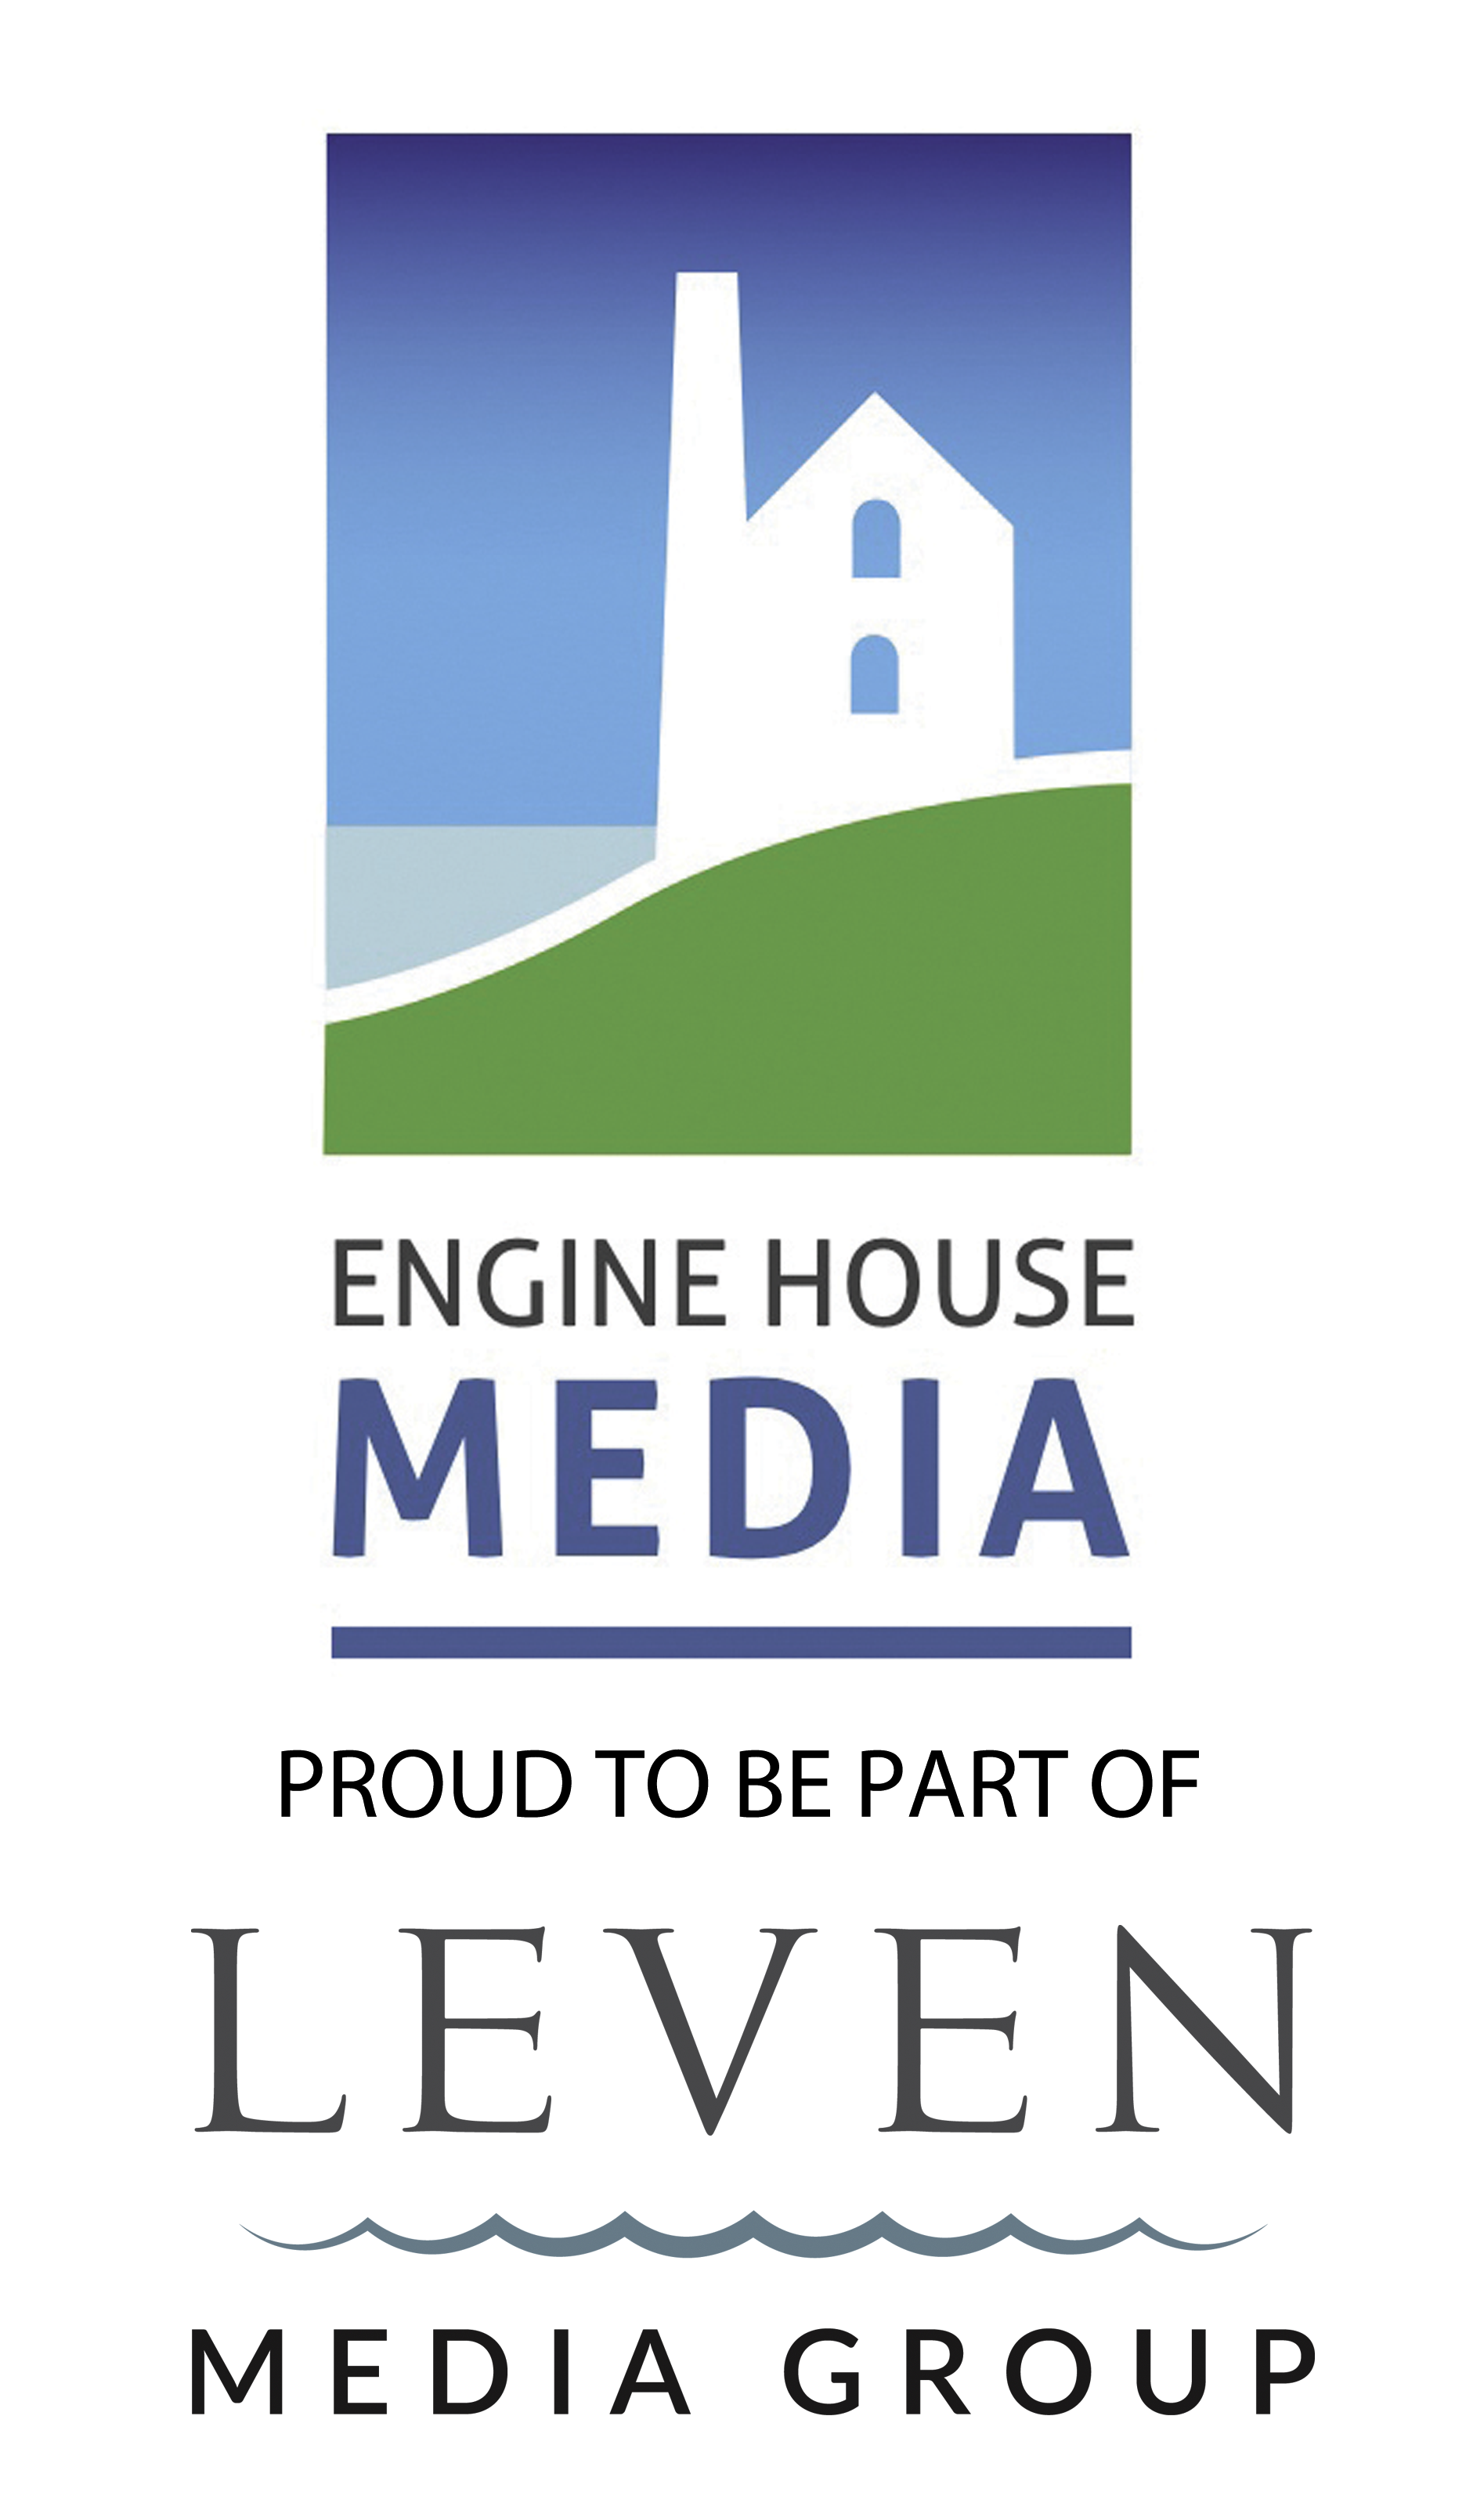 ENGINE HOUSE
MEDIA
PROUD TO BE PART OF
LEVEN
MEDIA GROUP